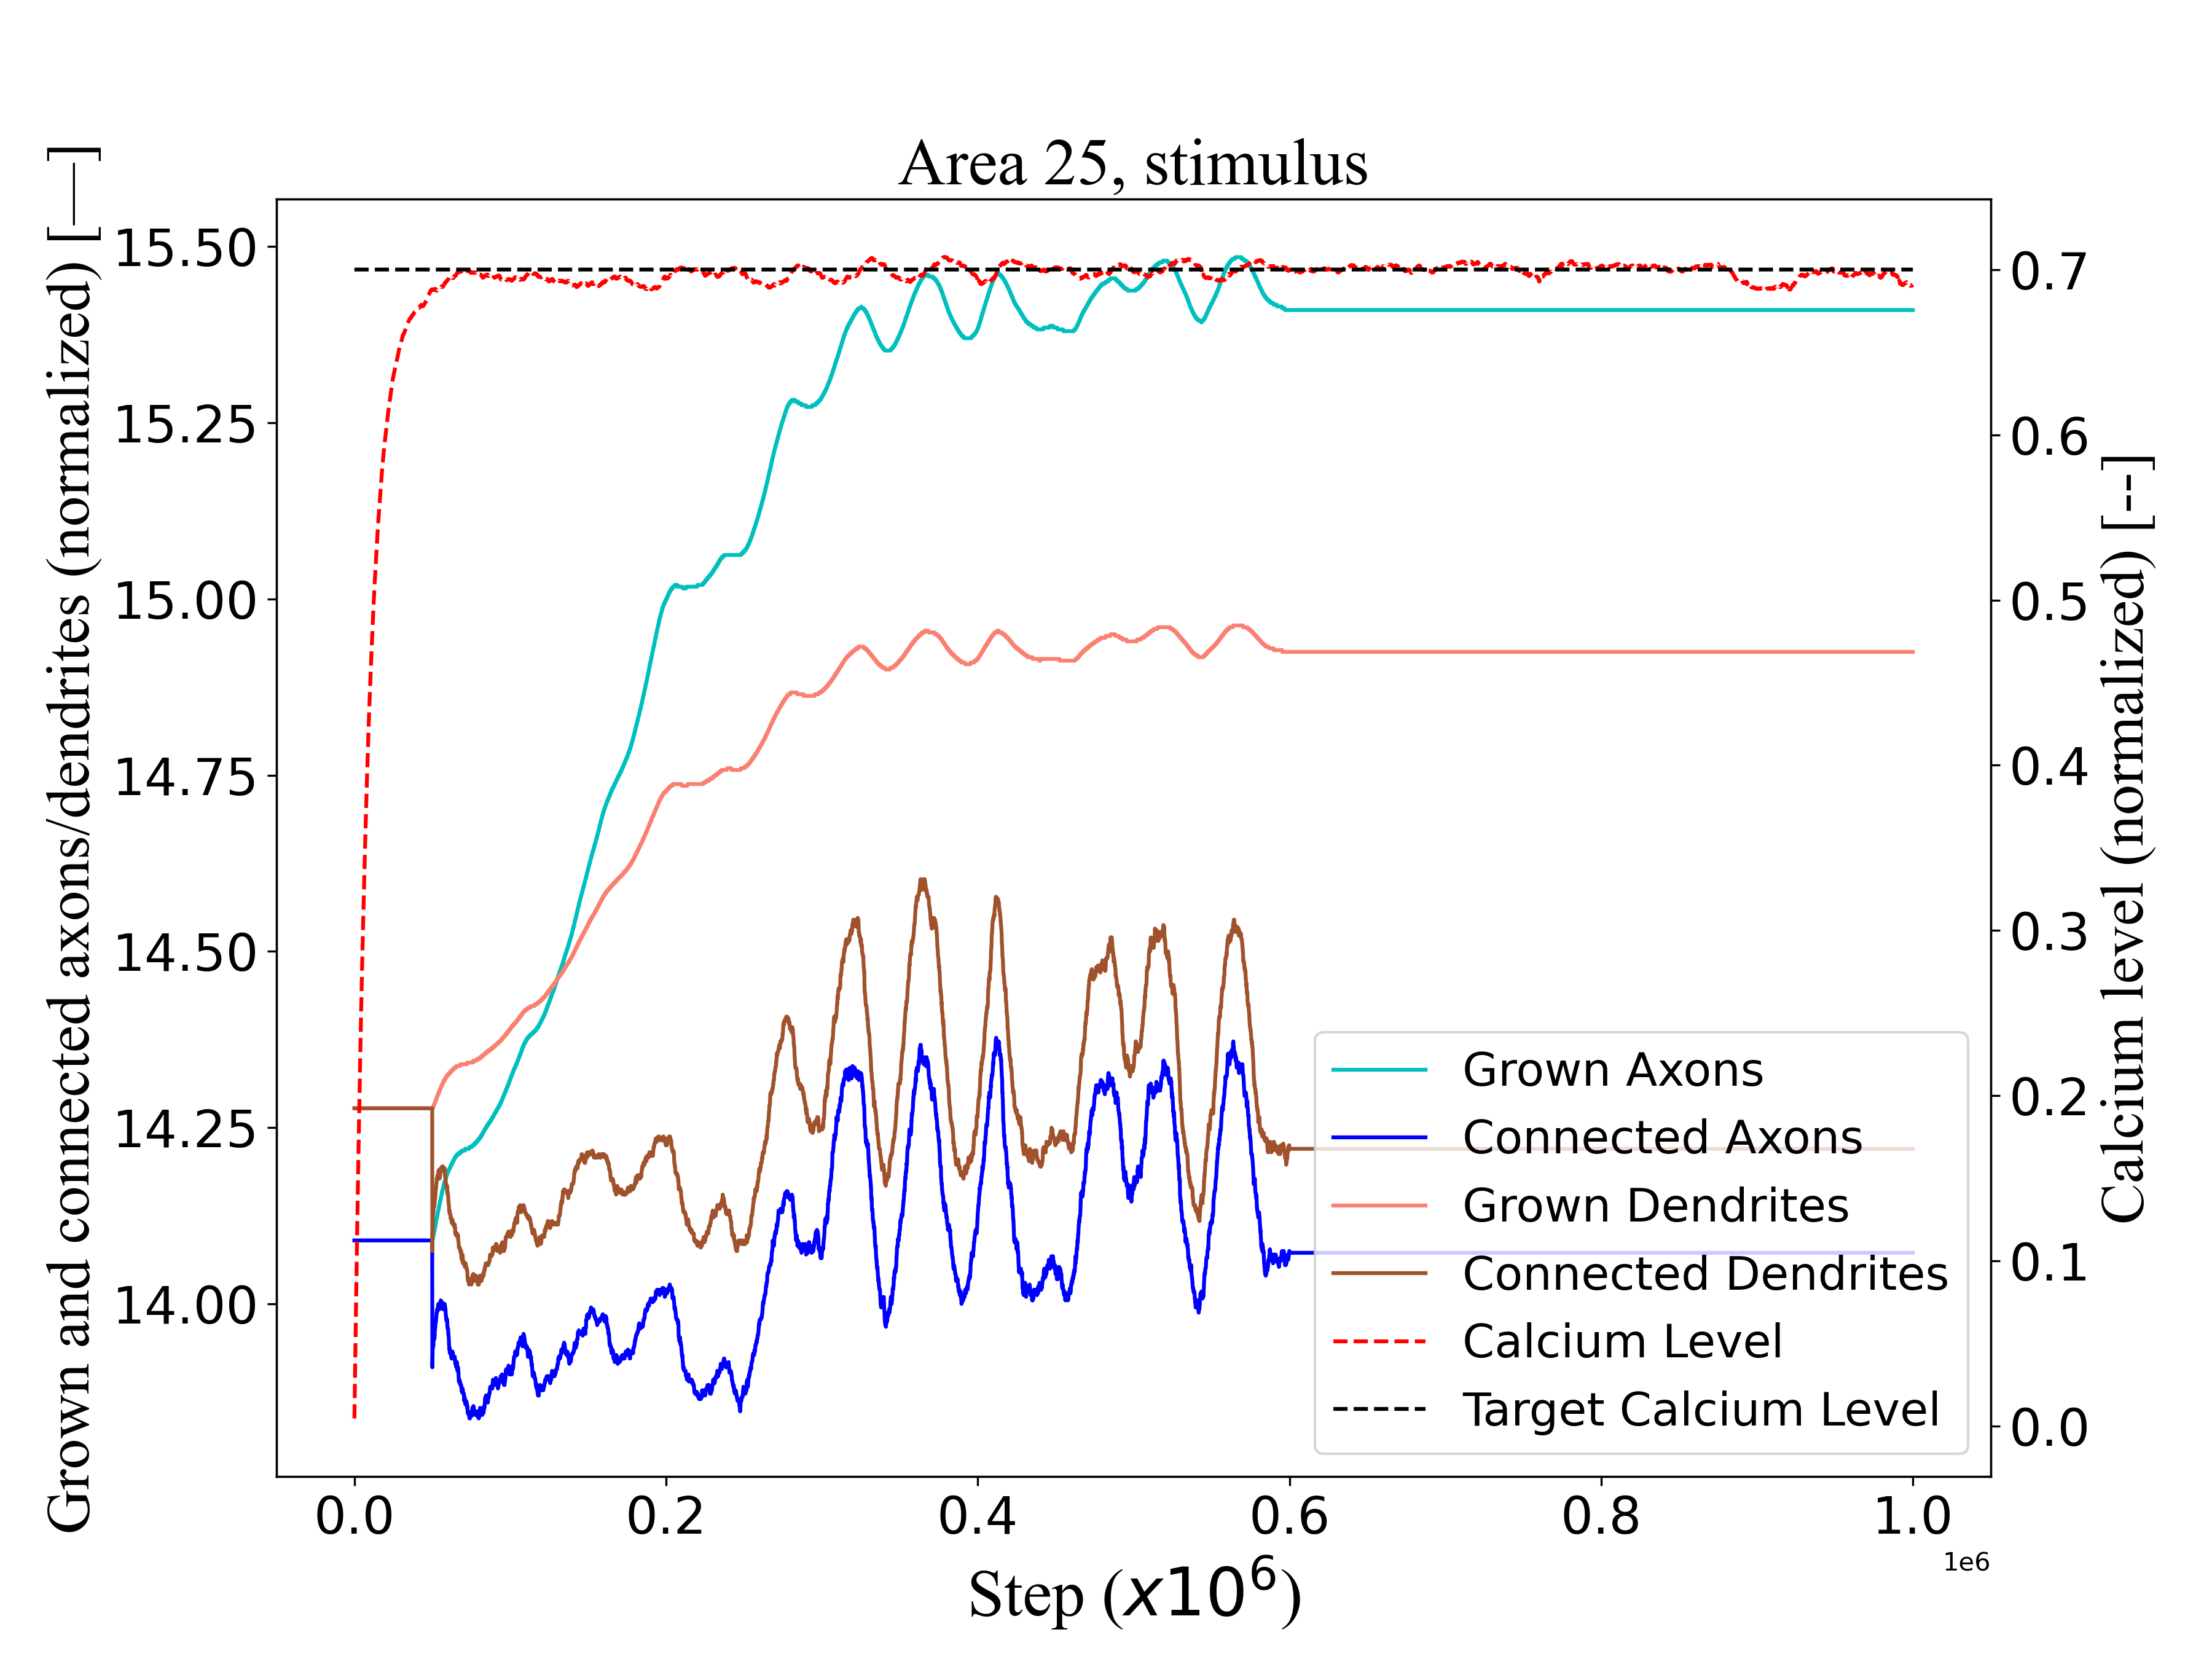 Area 25, stimulus
Grown and connected axons/dendrites (normalized) [—]
15.50
15.25
15.00
14.75
14.50
14.25
14.00
0.7
0.6
0.5
0.4
0.3
0.2
0.1
0.0
Calcium level (normalized) [--]
Grown Axons
Connected Axons
Grown Dendrites
Connected Dendrites
Calcium Level
Target Calcium Level
0.0 0.2 0.4 0.6 0.8 1.0
1e6
Step (x10⁶)